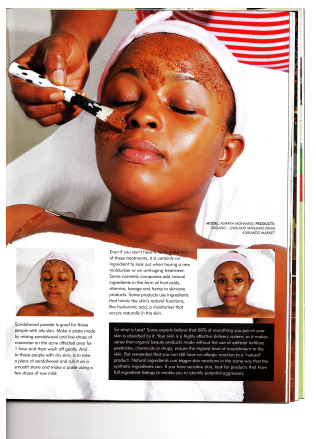 MODEL: ASMATH MOHAMED, PRODUCTS:
ORGANIC - LIWA AND MANJANO FROM
KARIAKOO MARKET
Even if you don't have time to make any
of these treatments, it is certainly an
ingredient to look out when buying a new
moisturizer or an anti-aging treatment.
Some cosmetic companies add natural
ingredients in the form of fruit acids,
vitamins, borage and hemp to skincare
products. Some products use ingredients
that mimic the skin's natural functions,
like hyaluronic acid, a moisturizer that
occurs naturally in the skin.
Sandalwood powder is good for those
people with oily skin. Make a paste made
by mixing sandalwood and few drops of
rosewater on the acne affected area for
1 hour and then wash off gently. And
to those people with dry skin, is to take
a piece of sandalwood and rub it on a
smooth stone and make a paste using a
few drops of raw milk.
So what is best? Some experts believe that 60% of everything you put on your
skin is absorbed by it. Your skin is a highly effective delivery system, so it makes
sense that organic beauty products made without the use of artificial fertiliser,
pesticides, chemicals or drugs, ensure the highest level of nourishment to the
skin. But remember that you can still have an allergic reaction to a 'natural'
product. Natural ingredients can trigger skin reactions in the same way that the
synthetic ingredients can. If you have sensitive skin, look for products that have
full ingredient listings to enable you to identify potential aggressors.